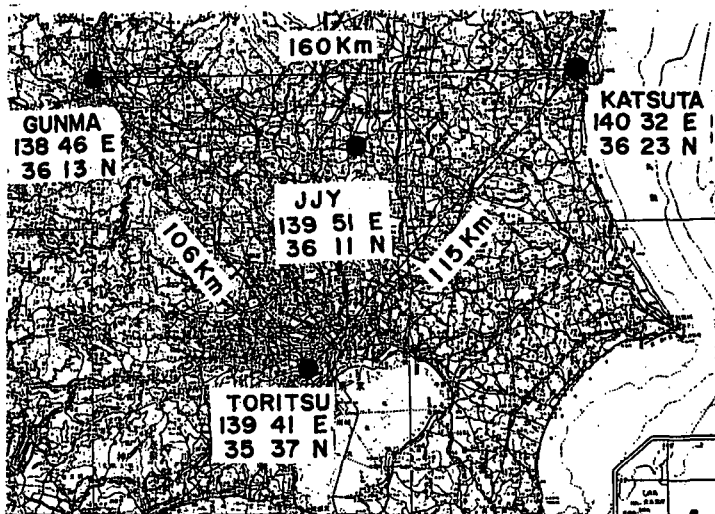 160Km
GUNMA
138 46 E
36 13 N
KATSUTA
140 32 E
36 23 N
JJY
139 51 E
36 11 N
106Km
115Km
TORITSU
139 41 E
35 37 N